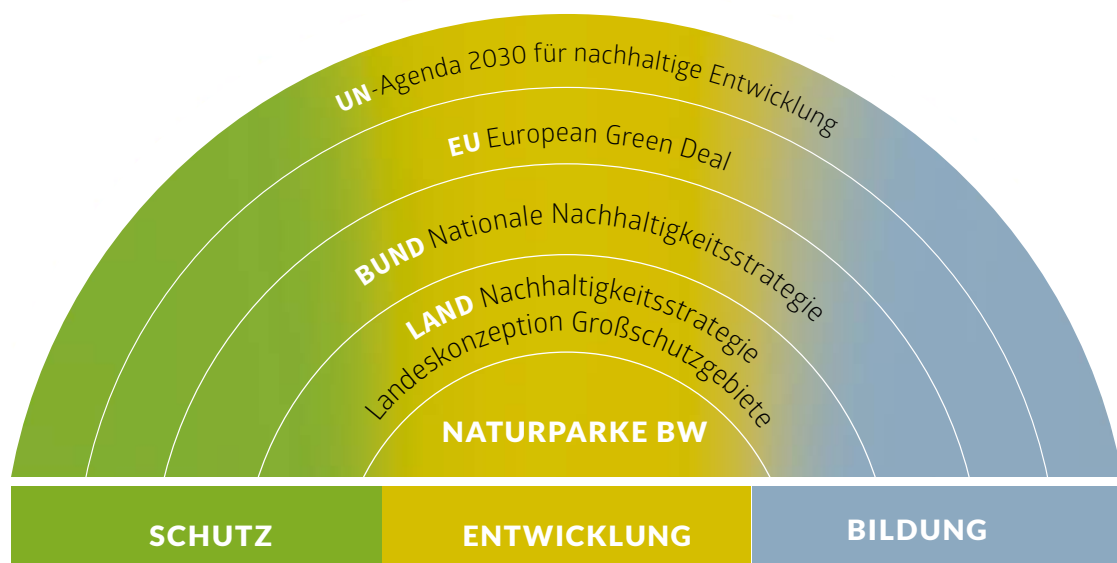 UN-Agenda 2030 für nachhaltige Entwicklung
EU European Green Deal
BUND Nationale Nachhaltigkeitsstrategie
LAND Nachhaltigkeitsstrategie
Landeskonzeption Großschutzgebiete
NATURPARKE BW
SCHUTZ
ENTWICKLUNG
BILDUNG